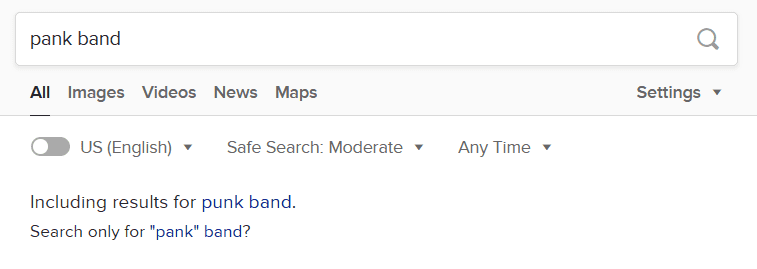 pank band
All Images Videos News Maps Settings
US (English) Safe Search: Moderate Any Time
Including results for punk band.
Search only for "pank" band?